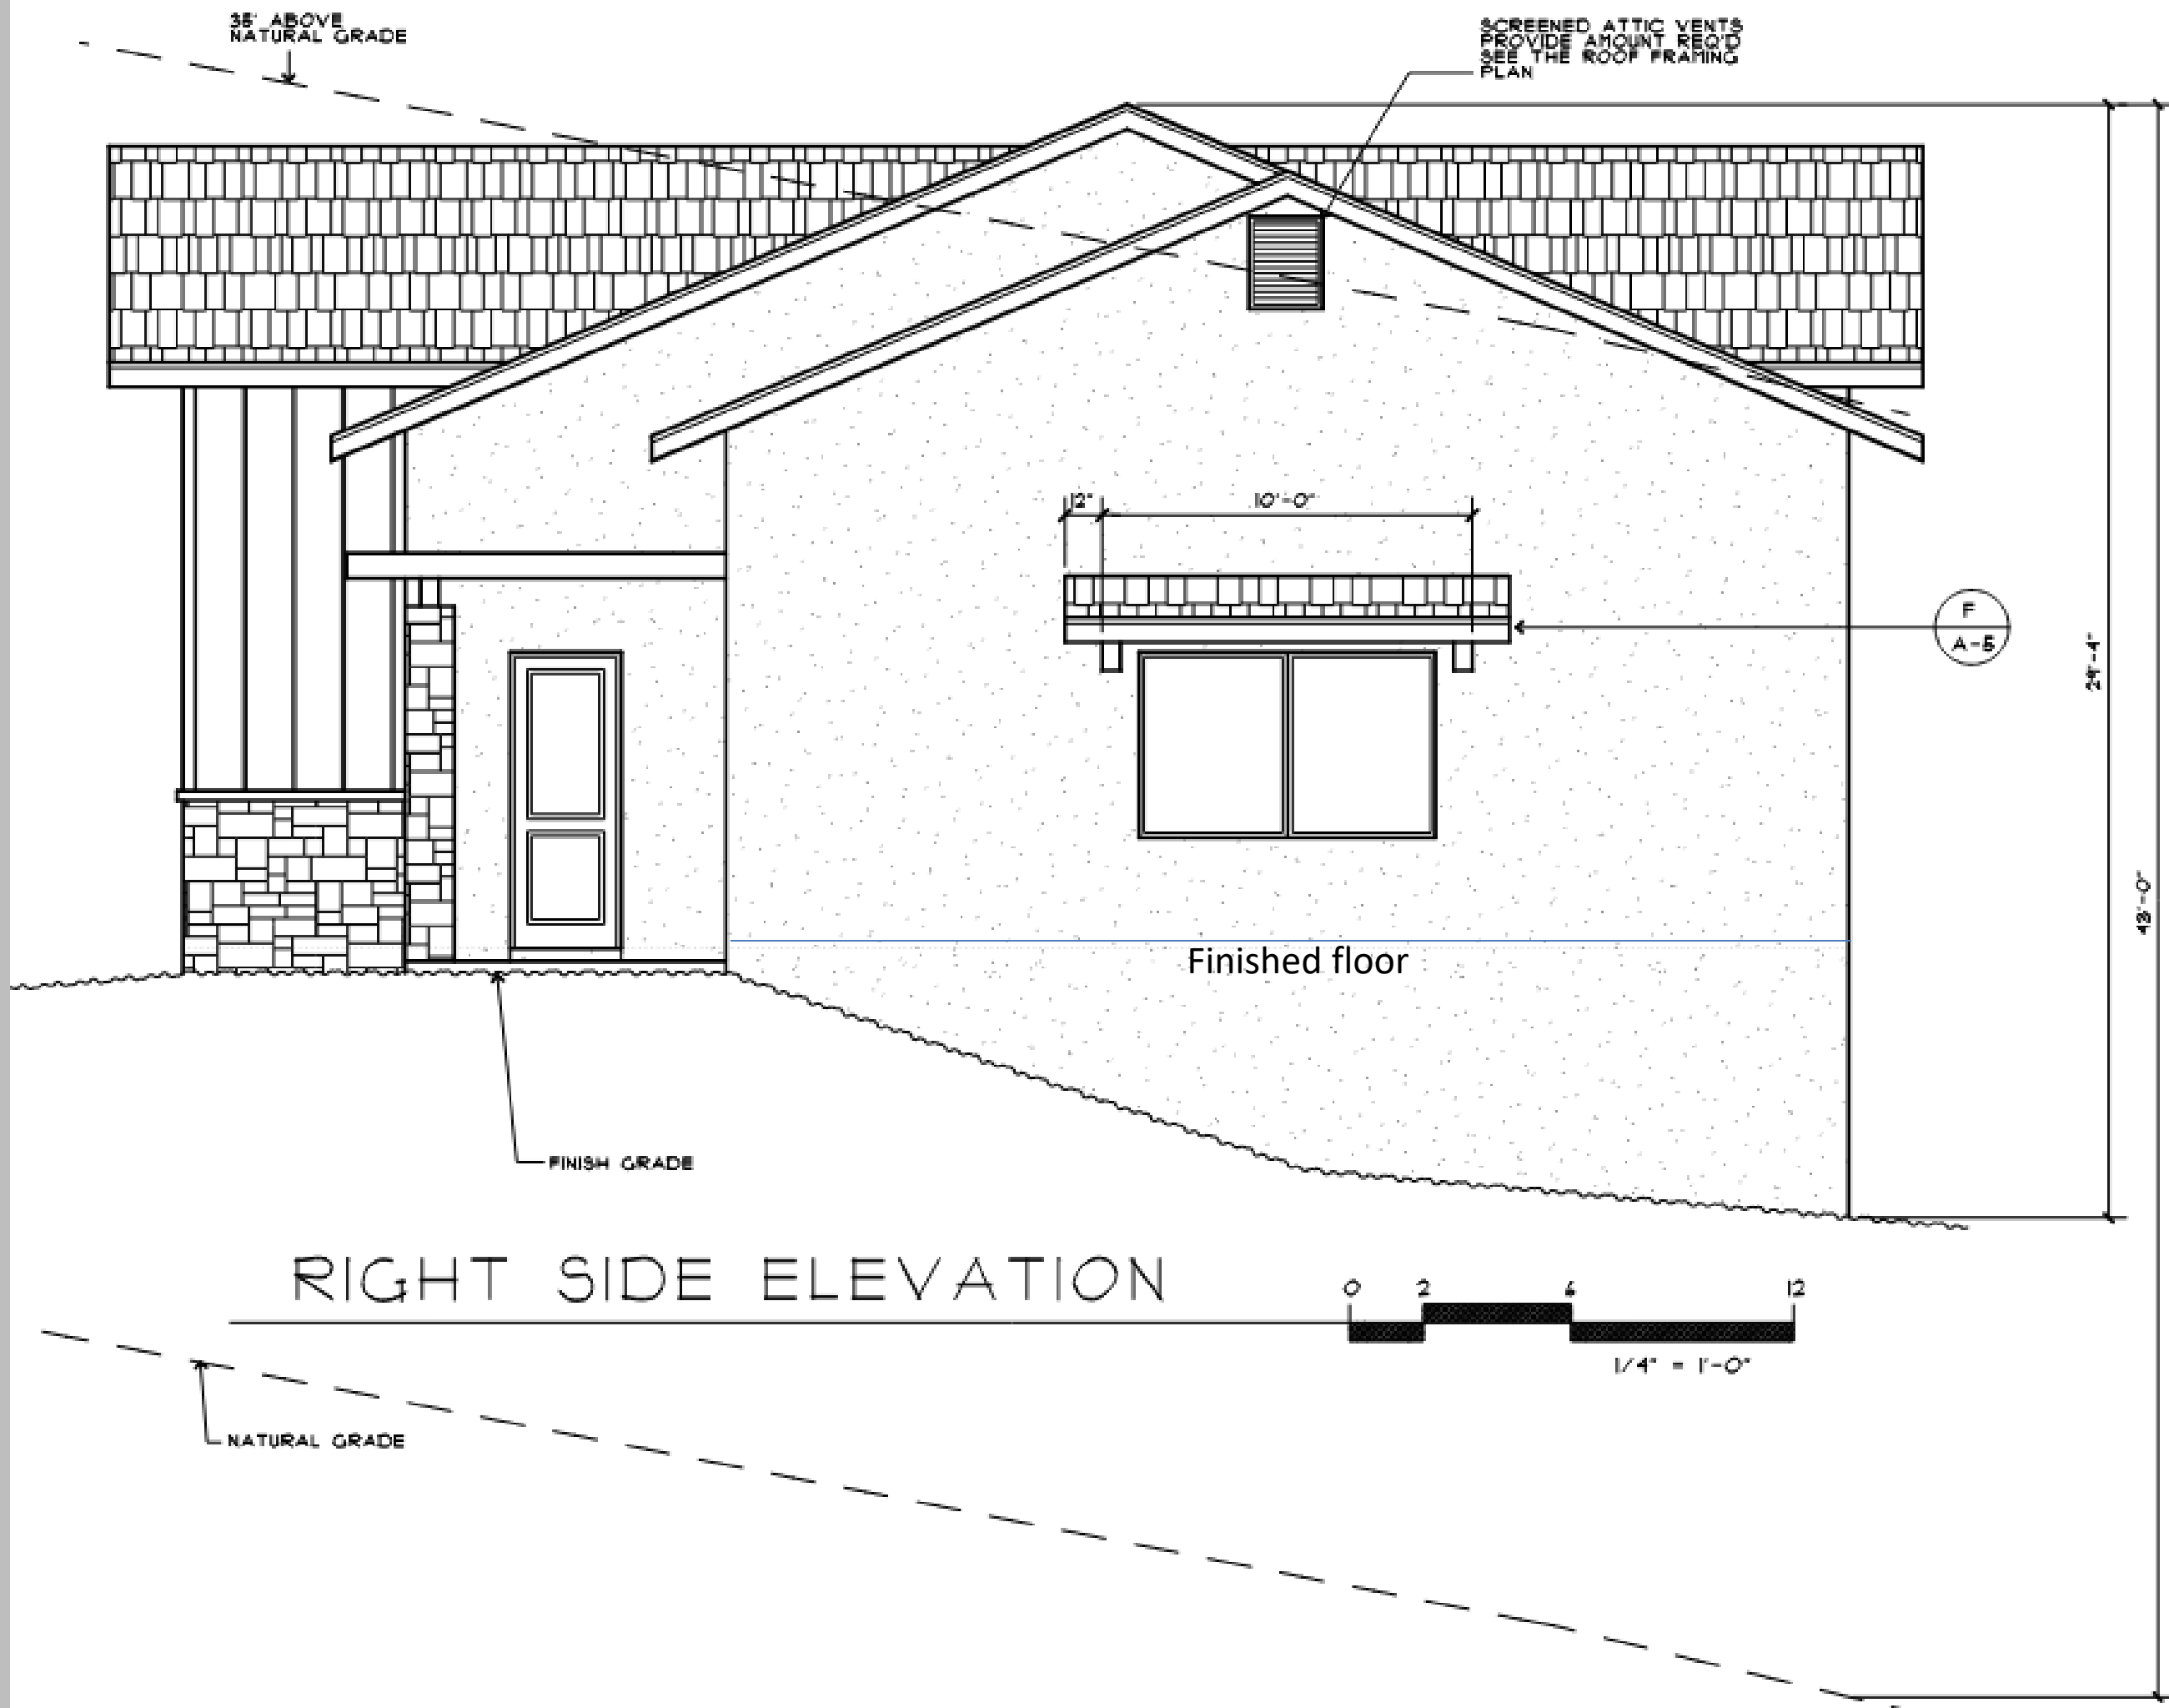 35' ABOVE
NATURAL GRADE
SCREENED ATTIC VENTS
PROVIDE AMOUNT REQ'D
SEE THE ROOF FRAMING
PLAN
12"
10'-0"
F
A-5
29'-4"
43'-0"
Finished floor
FINISH GRADE
RIGHT SIDE ELEVATION
0 2 6 12
1/4" = 1'-0"
NATURAL GRADE